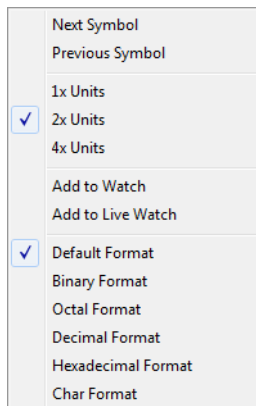 Next Symbol
Previous Symbol
1x Units
2x Units
4x Units
Add to Watch
Add to Live Watch
Default Format
Binary Format
Octal Format
Decimal Format
Hexadecimal Format
Char Format